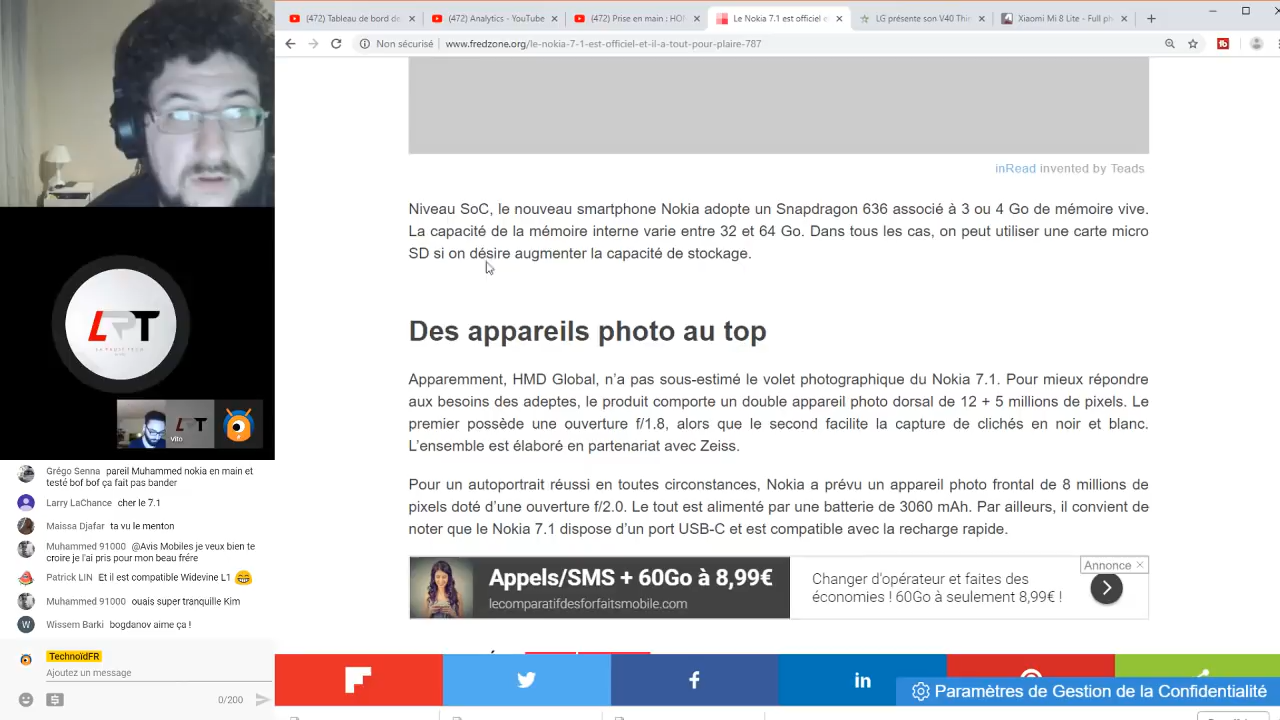 (472) Tableau de bord de
(472) Analytics - YouTube
(472) Prise en main : HO
Le Nokia 7.1 est officiel e
LG présente son V40 Thin
Xiaomi Mi 8 Lite - Full ph
Non sécurisé www.fredzone.org/le-nokia-7-1-est-officiel-et-il-a-tout-pour-plaire-787
inRead invented by Teads
Niveau SoC, le nouveau smartphone Nokia adopte un Snapdragon 636 associé à 3 ou 4 Go de mémoire vive.
La capacité de la mémoire interne varie entre 32 et 64 Go. Dans tous les cas, on peut utiliser une carte micro
SD si on désire augmenter la capacité de stockage.
Des appareils photo au top
Apparemment, HMD Global, n’a pas sous-estimé le volet photographique du Nokia 7.1. Pour mieux répondre
aux besoins des adeptes, le produit comporte un double appareil photo dorsal de 12 + 5 millions de pixels. Le
premier possède une ouverture f/1.8, alors que le second facilite la capture de clichés en noir et blanc.
L’ensemble est élaboré en partenariat avec Zeiss.
Pour un autoportrait réussi en toutes circonstances, Nokia a prévu un appareil photo frontal de 8 millions de
pixels doté d’une ouverture f/2.0. Le tout est alimenté par une batterie de 3060 mAh. Par ailleurs, il convient de
noter que le Nokia 7.1 dispose d’un port USB-C et est compatible avec la recharge rapide.
Appels/SMS + 60Go à 8,99€
lecomparatifdesforfaitsmobile.com
Changer d'opérateur et faites des
économies ! 60Go à seulement 8,99€ !
Annonce
Paramètres de Gestion de la Confidentialité
LRT
LRT
vito
Grégo Senna pareil Muhammed nokia en main et
testé bof bof ça fait pas bander
Larry LaChance cher le 7.1
Maissa Djafar ta vu le menton
Muhammed 91000 @Avis Mobiles je veux bien te
croire je l'ai pris pour mon beau frére
Patrick LIN Et il est compatible Widevine L1
Muhammed 91000 ouais super tranquille Kim
Wissem Barki bogdanov aime ça !
TechnoïdFR
Ajoutez un message
0/200